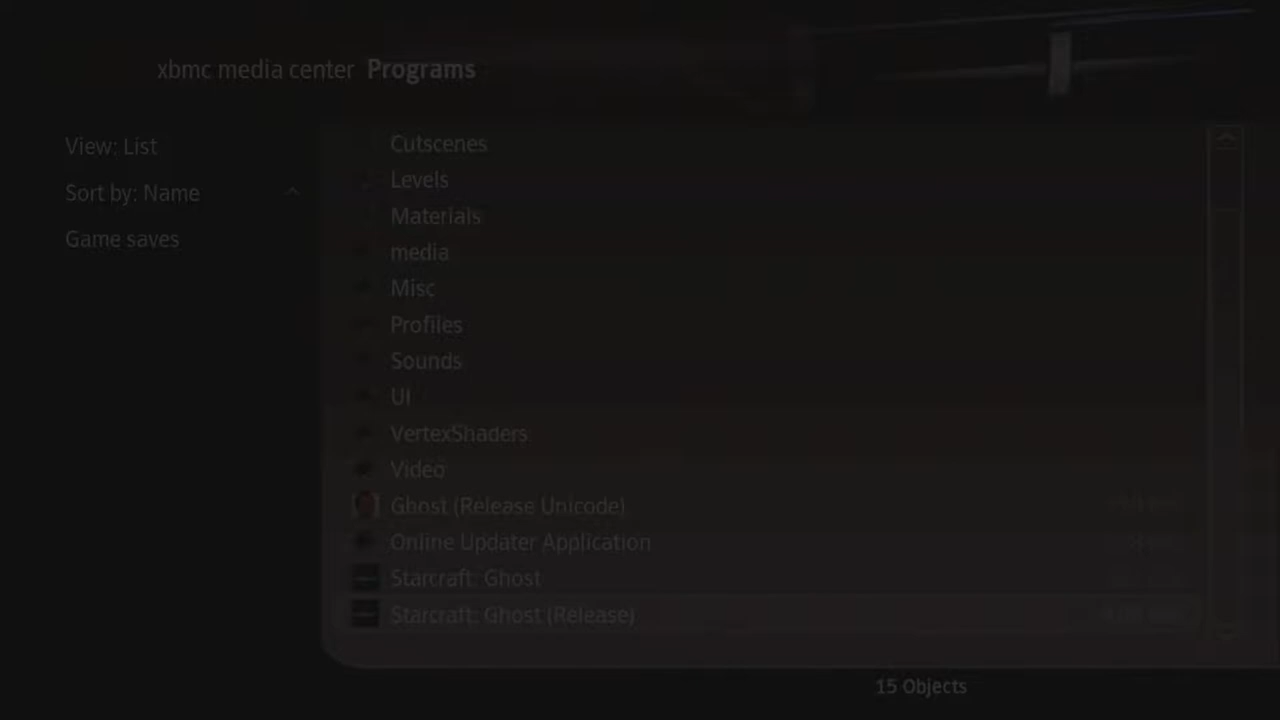 xbmc media center Programs
View: List
Sort by: Name
Game saves
Cutscenes
Levels
Materials
media
Misc
Profiles
Sounds
UI
VertexShaders
Video
Ghost (Release Unicode)
Online Updater Application
Starcraft: Ghost
Starcraft: Ghost (Release)
15 Objects